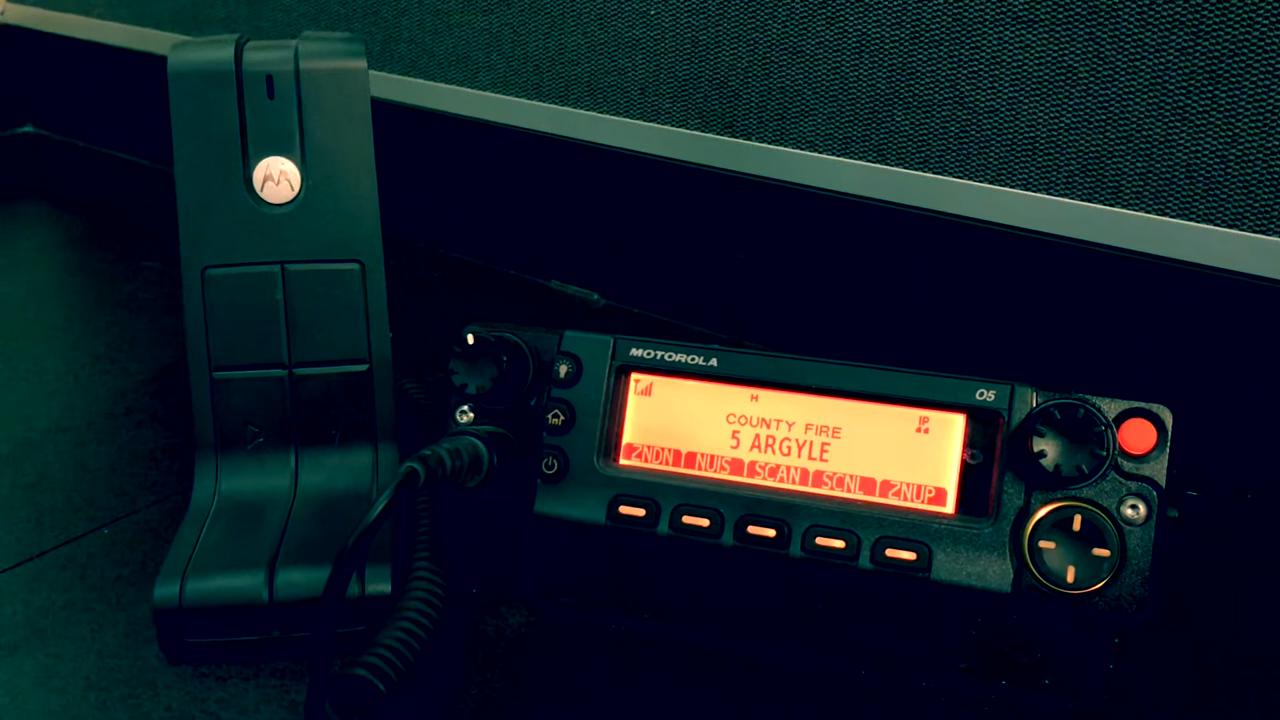 MOTOROLA
O5
H
IP
COUNTY FIRE
5 ARGYLE
ZNDN NUIS SCAN SCNL ZNUP